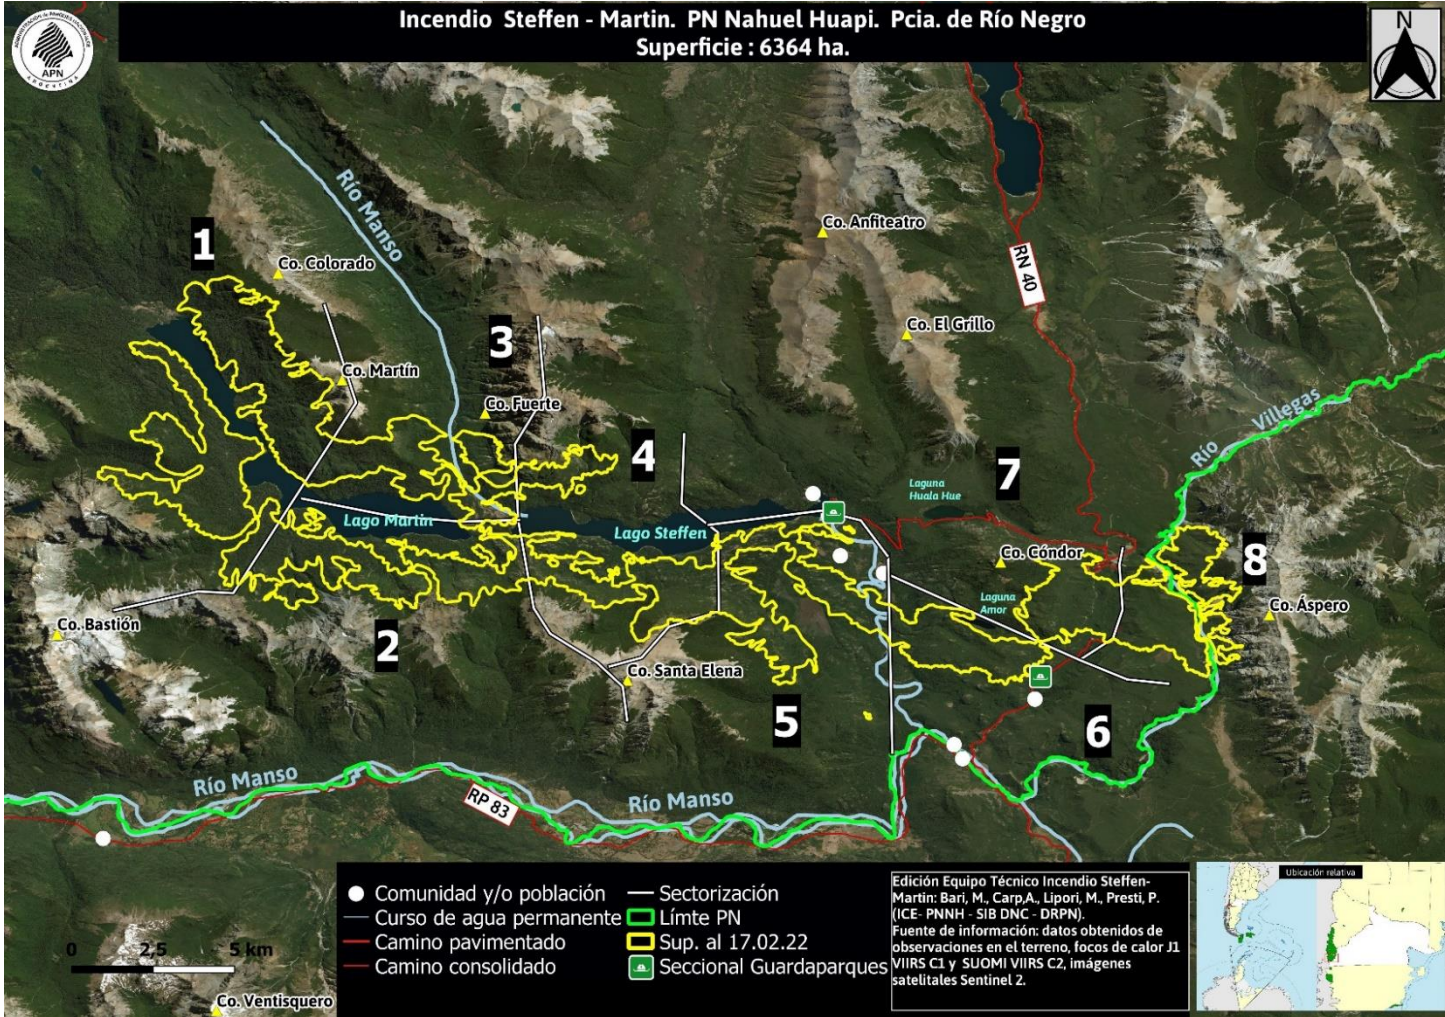 Incendio Steffen - Martin. PN Nahuel Huapi. Pcia. de Río Negro
Superficie : 6364 ha.
N
APN
ARGENTINA
Río Manso
Co. Anfiteatro
1
Co. Colorado
RN 40
3
Co. El Grillo
Co. Martín
Co. Fuerte
Río Villegas
4
7
Laguna
Huala Hue
Lago Martin
Lago Steffen
Co. Cóndor
8
Laguna
Amor
Co. Áspero
Co. Bastión
2
Co. Santa Elena
5
6
Río Manso
RP 83
Río Manso
Comunidad y/o población
Curso de agua permanente
Camino pavimentado
Camino consolidado
Sectorización
Límte PN
Sup. al 17.02.22
Seccional Guardaparques
Edición Equipo Técnico Incendio Steffen-
Martin: Bari, M., Carp,A., Lipori, M., Presti, P.
(ICE- PNNH - SIB DNC - DRPN).
Fuente de información: datos obtenidos de
observaciones en el terreno, focos de calor J1
VIIRS C1 y SUOMI VIIRS C2, imágenes
satelitales Sentinel 2.
Ubicación relativa
0 2,5 5 km
Co. Ventisquero